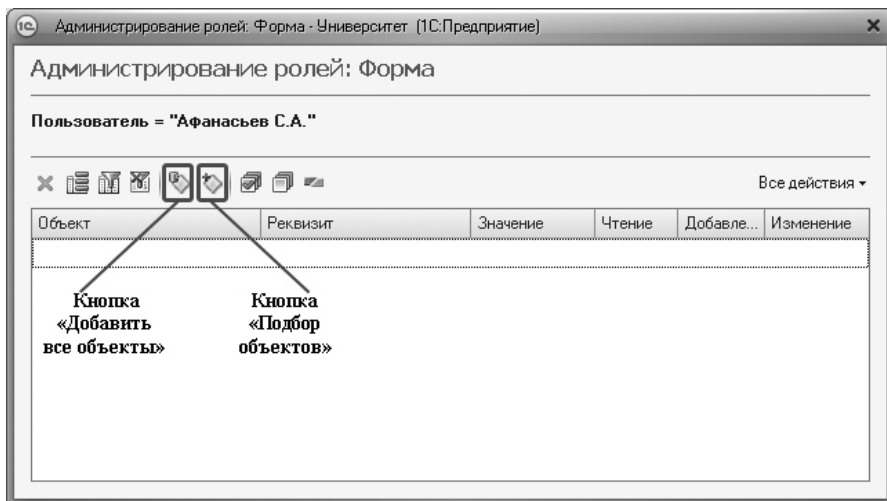 1С Администрирование ролей: Форма - Университет (1С:Предприятие)
Администрирование ролей: Форма
Пользователь = "Афанасьев С.А."
Все действия
Объект Реквизит Значение Чтение Добавле... Изменение
Кнопка «Добавить все объекты»
Кнопка «Подбор объектов»